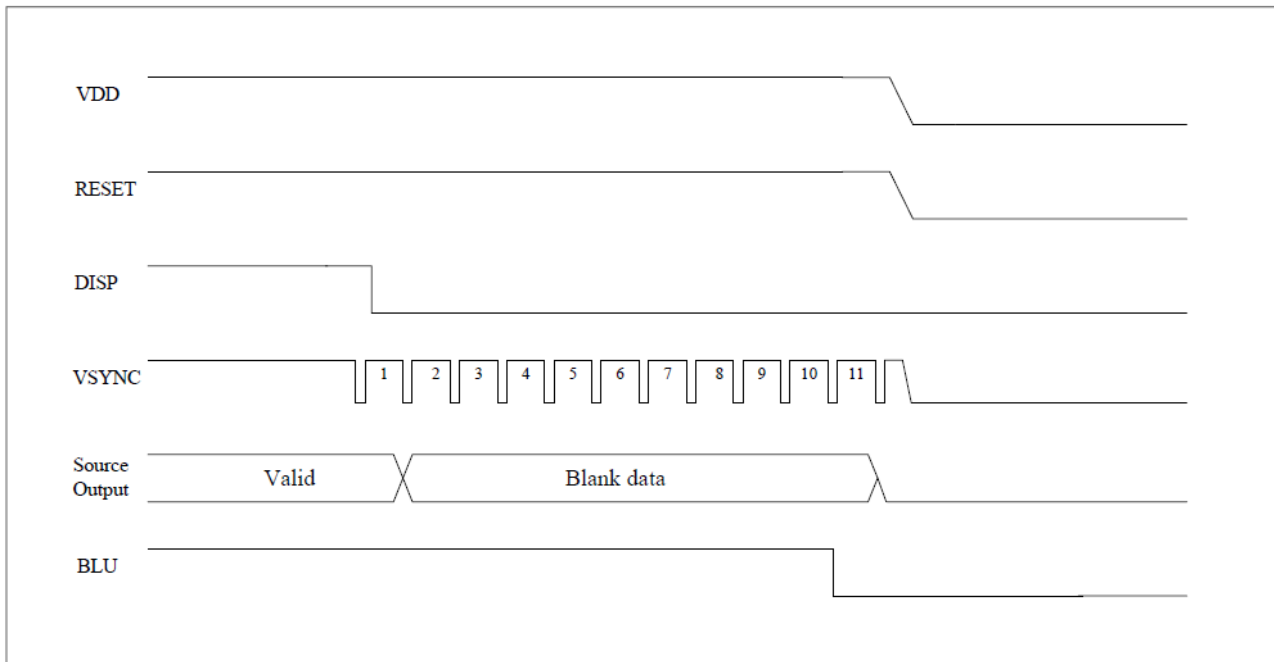 VDD
RESET
DISP
VSYNC 1 2 3 4 5 6 7 8 9 10 11
Source
Output
Valid Blank data
BLU